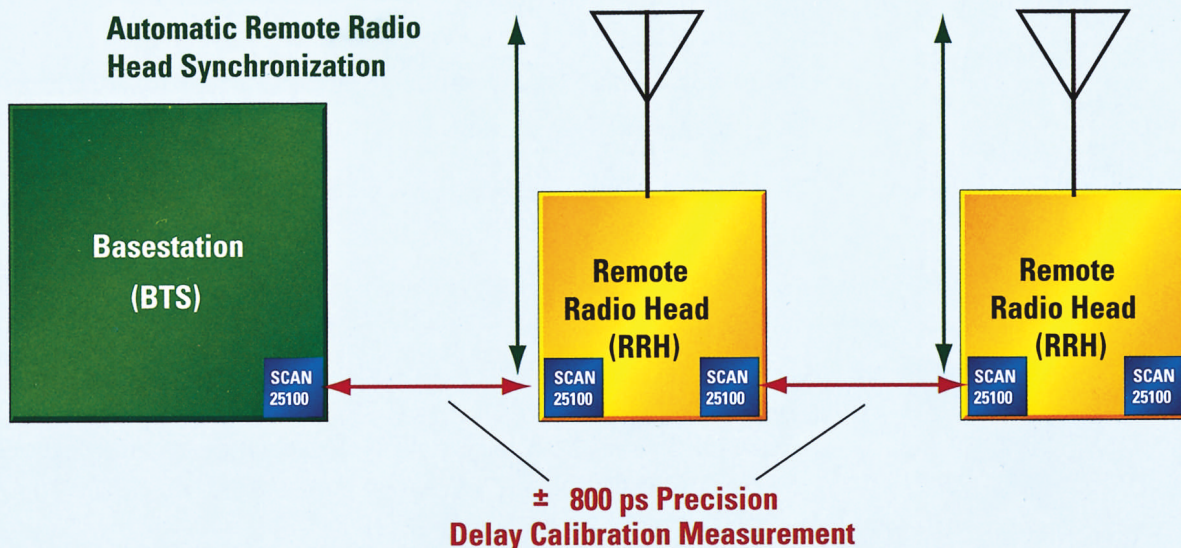 Automatic Remote Radio
Head Synchronization
Basestation
(BTS)
SCAN
25100
Remote
Radio Head
(RRH)
SCAN
25100
SCAN
25100
Remote
Radio Head
(RRH)
SCAN
25100
SCAN
25100
± 800 ps Precision
Delay Calibration Measurement